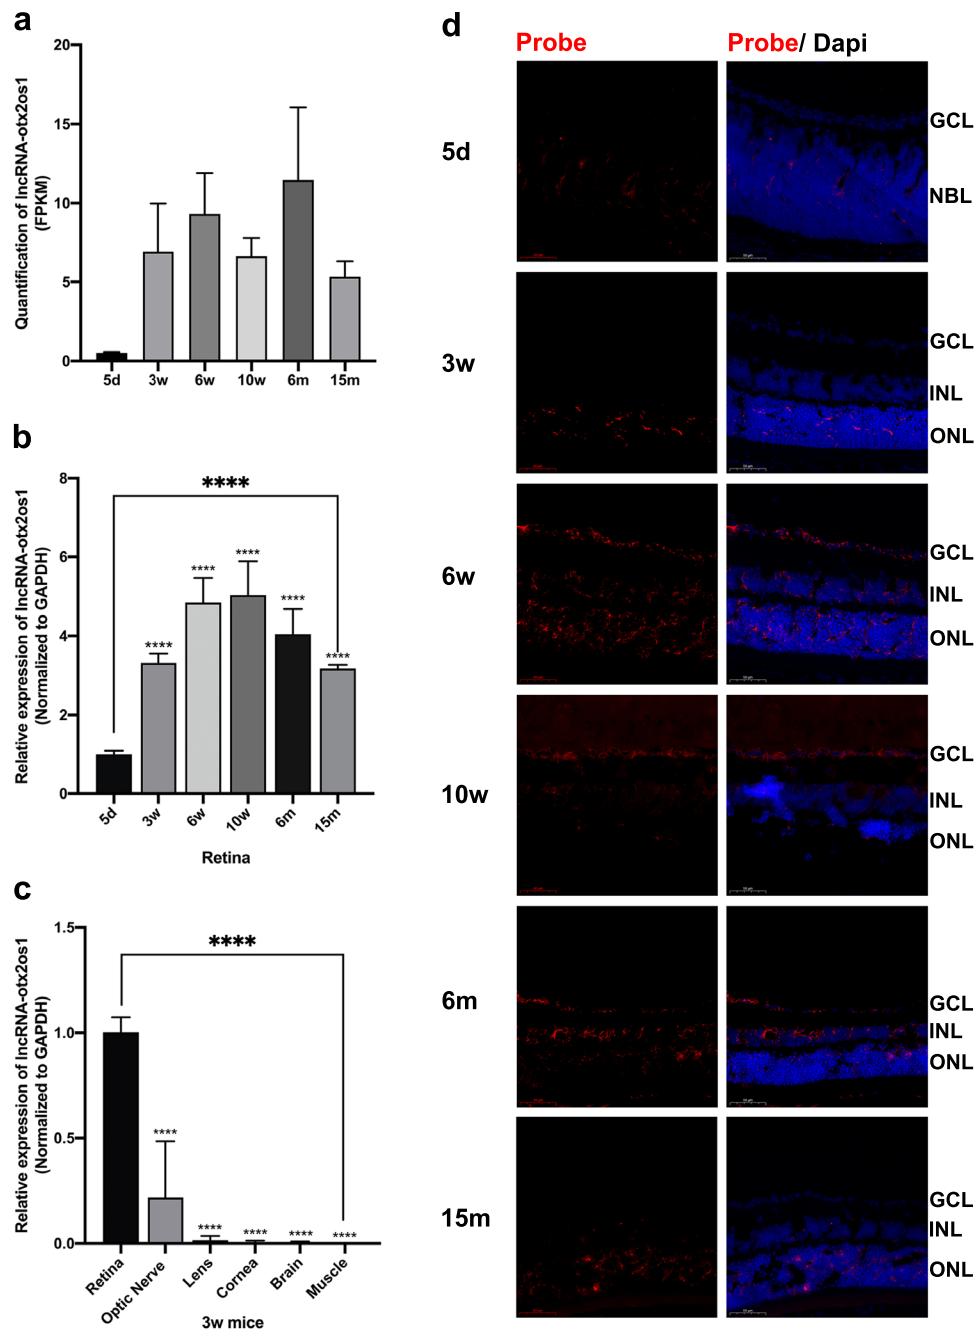 a
Quantification of lncRNA-otx2os1
(FPKM)
20
15
10
5
0
5d 3w 6w 10w 6m 15m
b
Relative expression of lncRNA-otx2os1
(Normalized to GAPDH)
8
6
4
2
0
****
**** **** **** **** ****
5d 3w 6w 10w 6m 15m
Retina
c
Relative expression of lncRNA-otx2os1
(Normalized to GAPDH)
1.5
1.0
0.5
0.0
****
**** **** **** **** ****
Retina Optic Nerve Lens Cornea Brain Muscle
3w mice
d
Probe Probe/ Dapi
5d
GCL
NBL
3w
GCL
INL
ONL
6w
GCL
INL
ONL
10w
GCL
INL
ONL
6m
GCL
INL
ONL
15m
GCL
INL
ONL